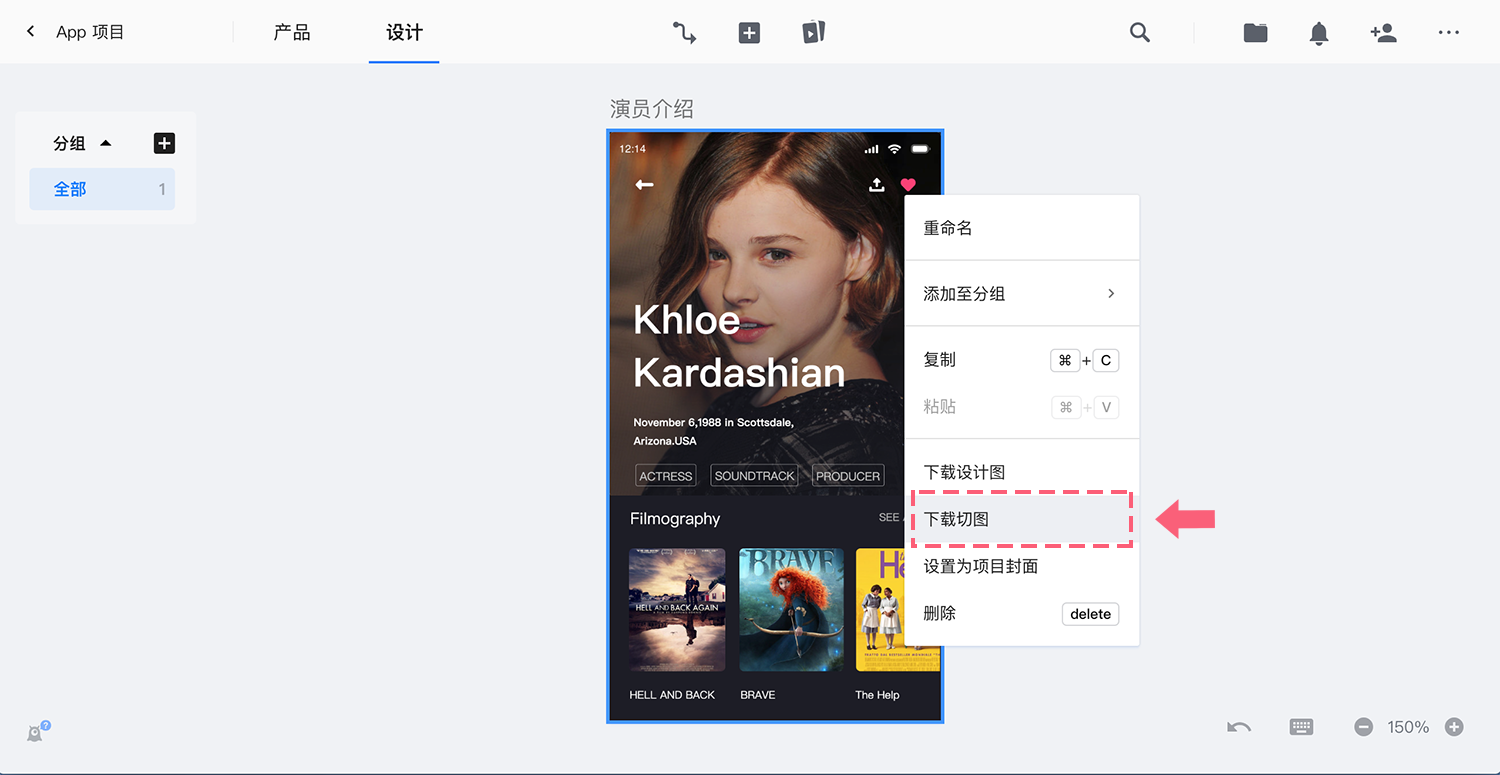 App 项目
产品
设计
分组
全部
1
演员介绍
12:14
Khloe
Kardashian
November 6,1988 in Scottsdale,
Arizona.USA
ACTRESS
SOUNDTRACK
PRODUCER
Filmography
SEE
HELL AND BACK AGAIN
BRAVE
HELL AND BACK
BRAVE
The Help
重命名
添加至分组
复制
⌘+C
粘贴
⌘+V
下载设计图
下载切图
设置为项目封面
删除
delete
?
150%